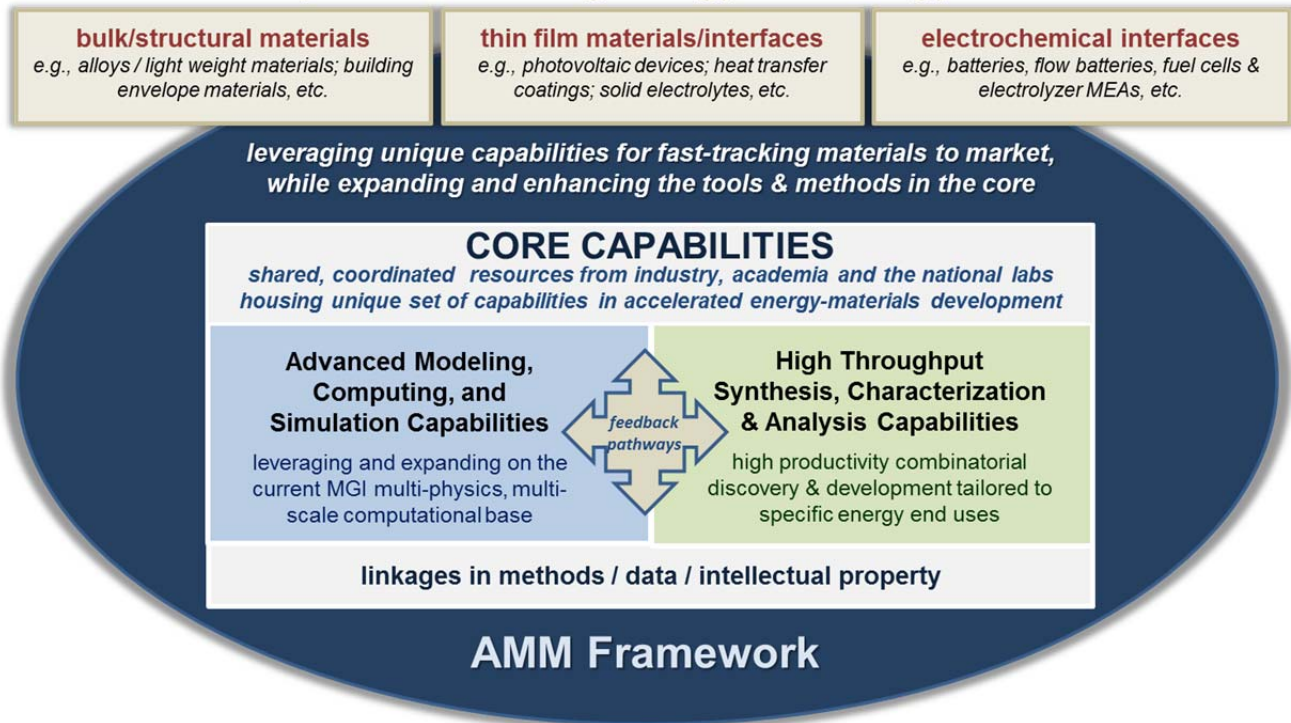 bulk/structural materials
e.g., alloys / light weight materials; building
envelope materials, etc.
thin film materials/interfaces
e.g., photovoltaic devices; heat transfer
coatings; solid electrolytes, etc.
electrochemical interfaces
e.g., batteries, flow batteries, fuel cells &
electrolyzer MEAs, etc.
leveraging unique capabilities for fast-tracking materials to market,
while expanding and enhancing the tools & methods in the core
CORE CAPABILITIES
shared, coordinated resources from industry, academia and the national labs
housing unique set of capabilities in accelerated energy-materials development
Advanced Modeling,
Computing, and
Simulation Capabilities
leveraging and expanding on the
current MGI multi-physics, multi-
scale computational base
feedback
pathways
High Throughput
Synthesis, Characterization
& Analysis Capabilities
high productivity combinatorial
discovery & development tailored to
specific energy end uses
linkages in methods / data / intellectual property
AMM Framework